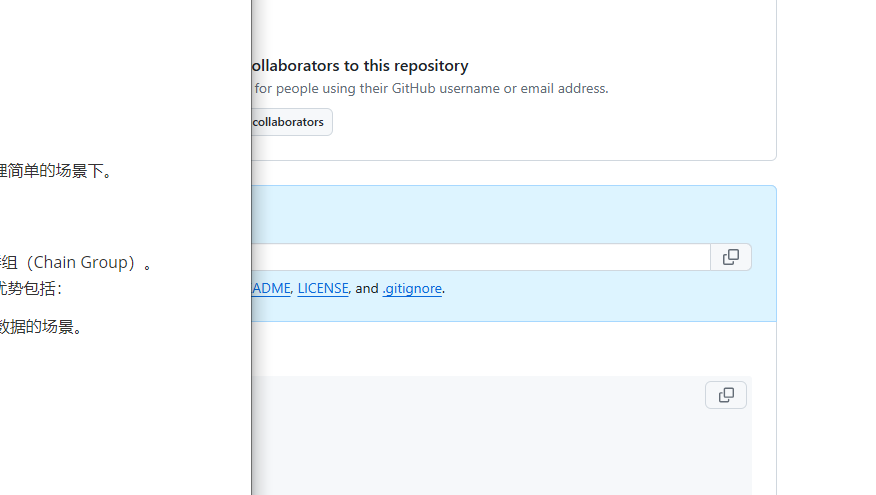 ollaborators to this repository
for people using their GitHub username or email address.
collaborators
理简单的场景下。
组（Chain Group）。
优势包括：
数据的场景。
ADME, LICENSE, and .gitignore.